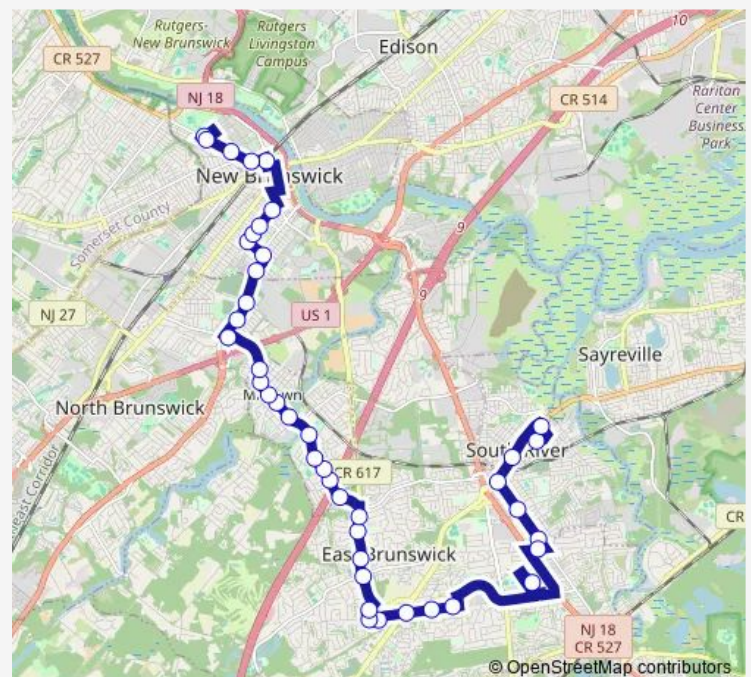 Rutgers-
New Brunswick
Rutgers
Livingston
Campus
Edison
10
CR 527
NJ 18
CR 514
Raritan
Center
Business
Park
New Brunswick
Somerset County
9
NJ 27
US 1
9
Sayreville
North Brunswick
South River
CR 617
CR
East Brunswick
NJ 18
CR 527
© OpenStreetMap contributors